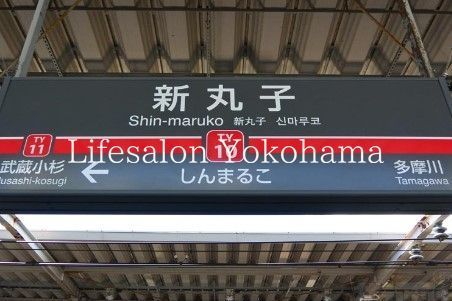 新丸子
Shin-maruko 新丸子 신마루코
TY
11
TY
10
Lifesalon Yokohama
武蔵小杉
Musashi-kosugi
←
しんまるこ
多摩川
Tamagawa